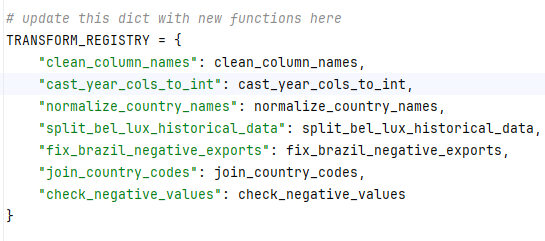 # update this dict with new functions here
TRANSFORM_REGISTRY = {
    "clean_column_names": clean_column_names,
    "cast_year_cols_to_int": cast_year_cols_to_int,
    "normalize_country_names": normalize_country_names,
    "split_bel_lux_historical_data": split_bel_lux_historical_data,
    "fix_brazil_negative_exports": fix_brazil_negative_exports,
    "join_country_codes": join_country_codes,
    "check_negative_values": check_negative_values
}